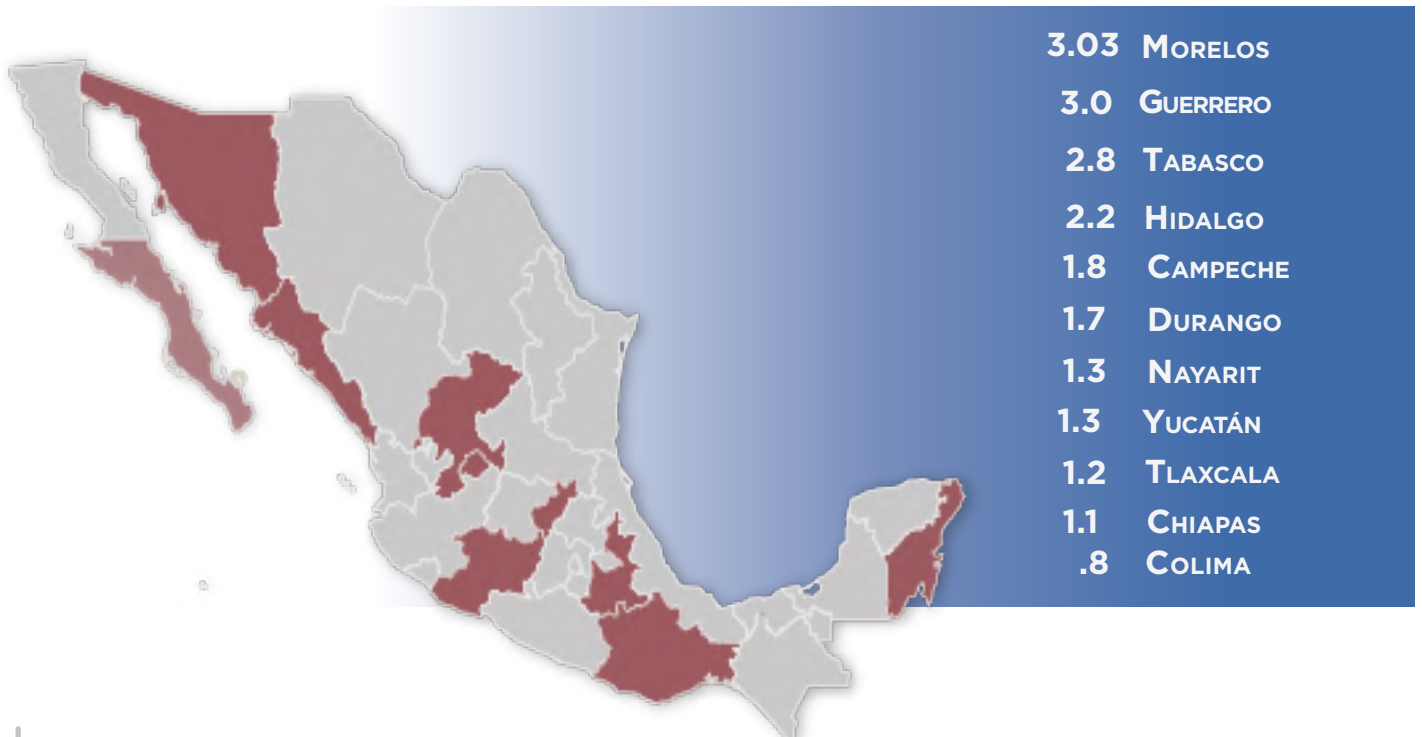 3.03 Morelos
3.0 Guerrero
2.8 Tabasco
2.2 Hidalgo
1.8 Campeche
1.7 Durango
1.3 Nayarit
1.3 Yucatán
1.2 Tlaxcala
1.1 Chiapas
.8 Colima